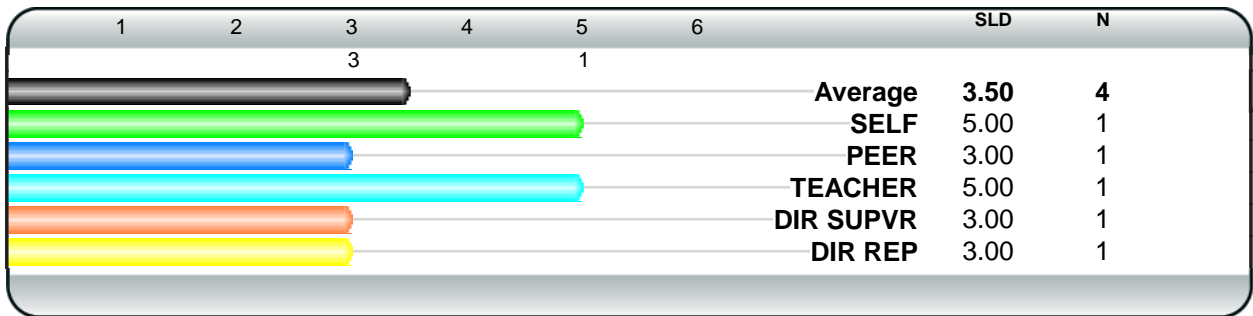 1 2 3 4 5 6 SLD N
3 1
Average 3.50 4
SELF 5.00 1
PEER 3.00 1
TEACHER 5.00 1
DIR SUPVR 3.00 1
DIR REP 3.00 1